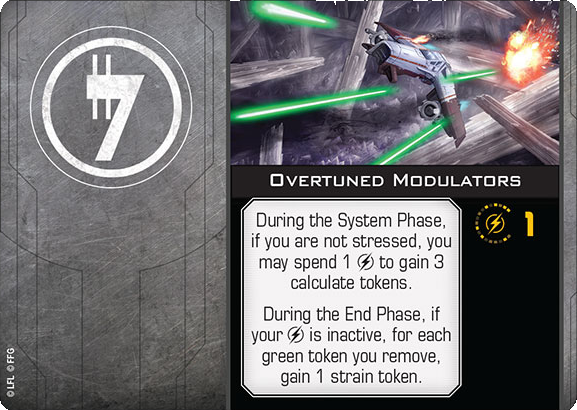 7
OVERTUNED MODULATORS
1
During the System Phase,
if you are not stressed, you
may spend 1 to gain 3
calculate tokens.
During the End Phase, if
your is inactive, for each
green token you remove,
gain 1 strain token.
©LFL ©FFG